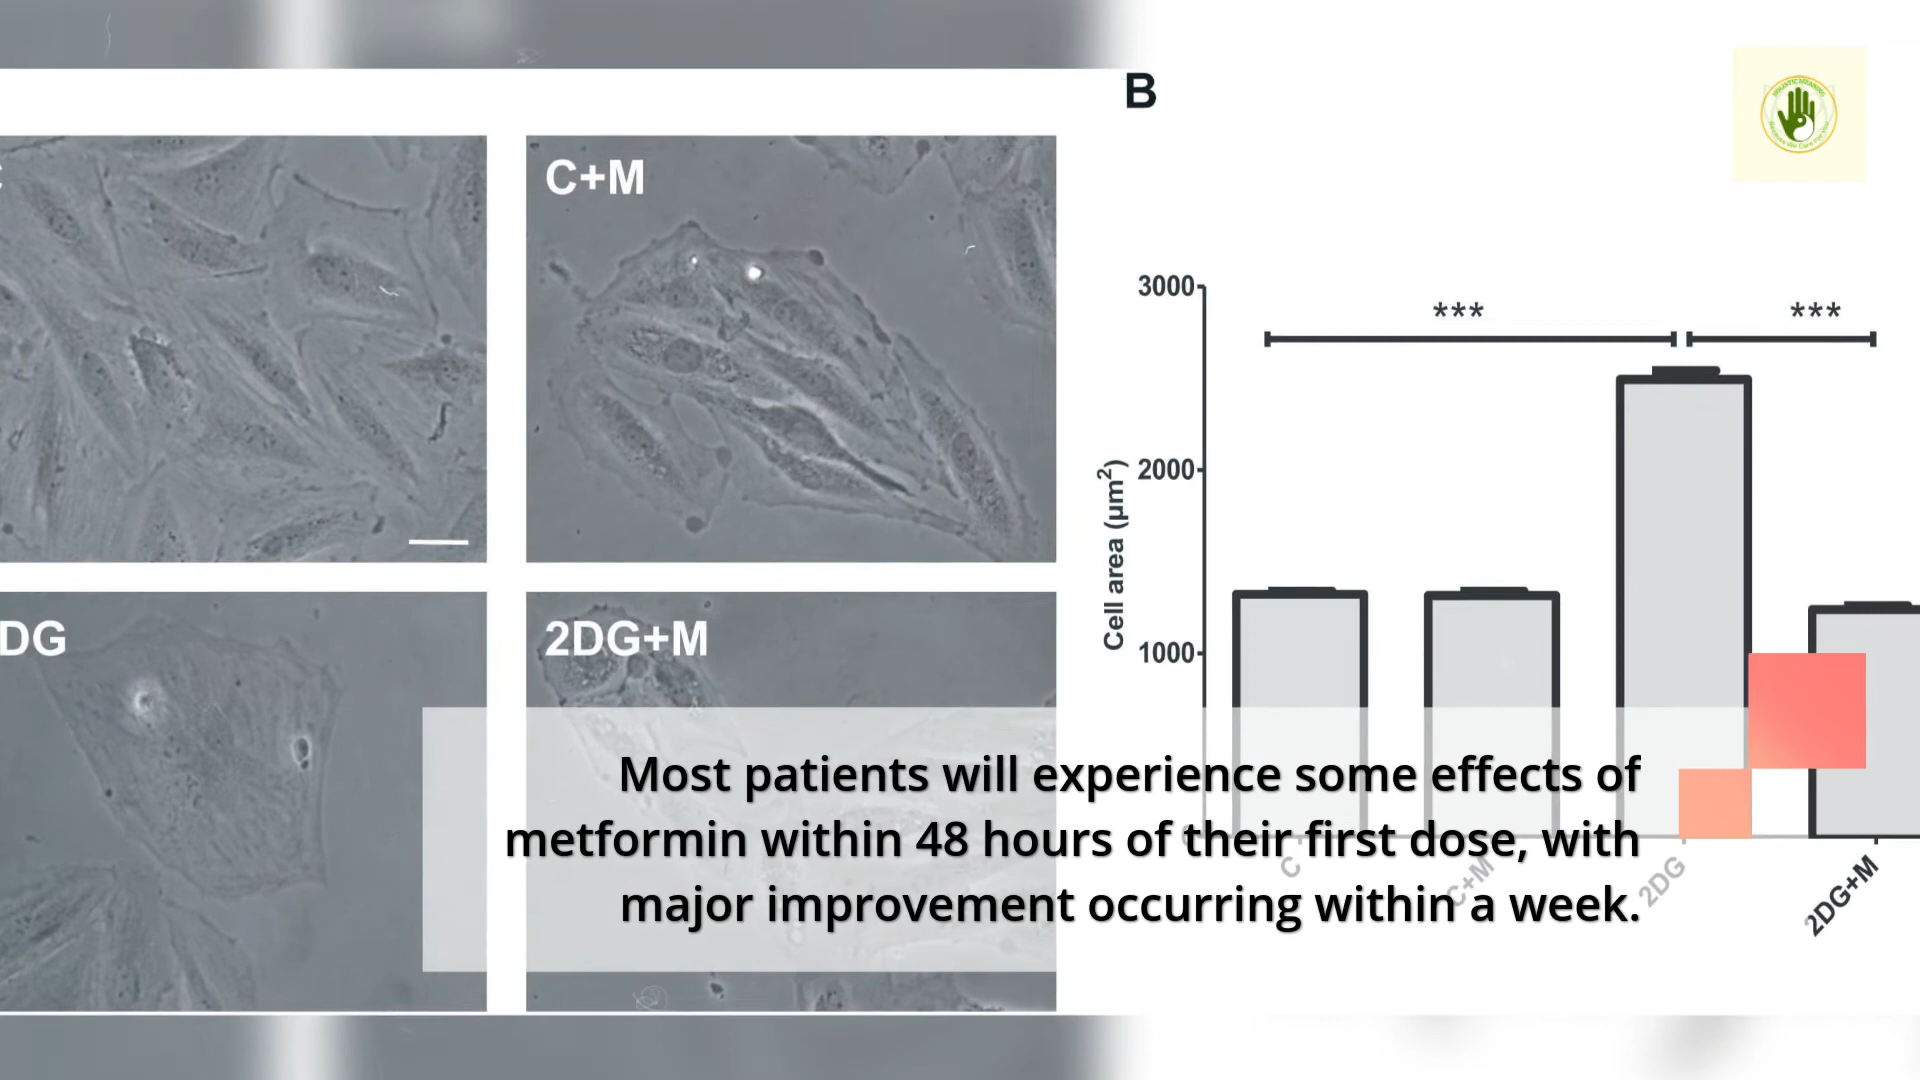 B
C+M
DG
2DG+M
3000
2000
1000
Cell area (µm²)
***
***
C
C+M
2DG
2DG+M
Most patients will experience some effects of
metformin within 48 hours of their first dose, with
major improvement occurring within a week.